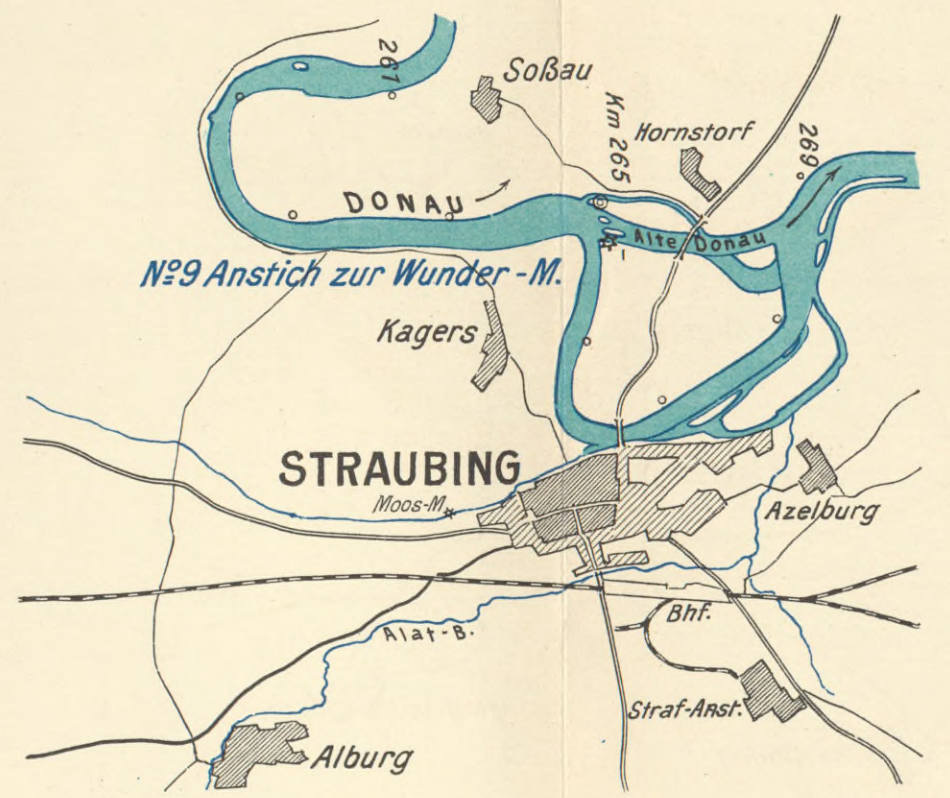 261
Soßau
Km 265
Hornstorf
269
DONAU
Alte Donau
Nº9 Anstich zur Wunder-M.
Kagers
STRAUBING
Moos-M.
Azelburg
Bhf.
Alat-B.
Straf-Anst.
Alburg